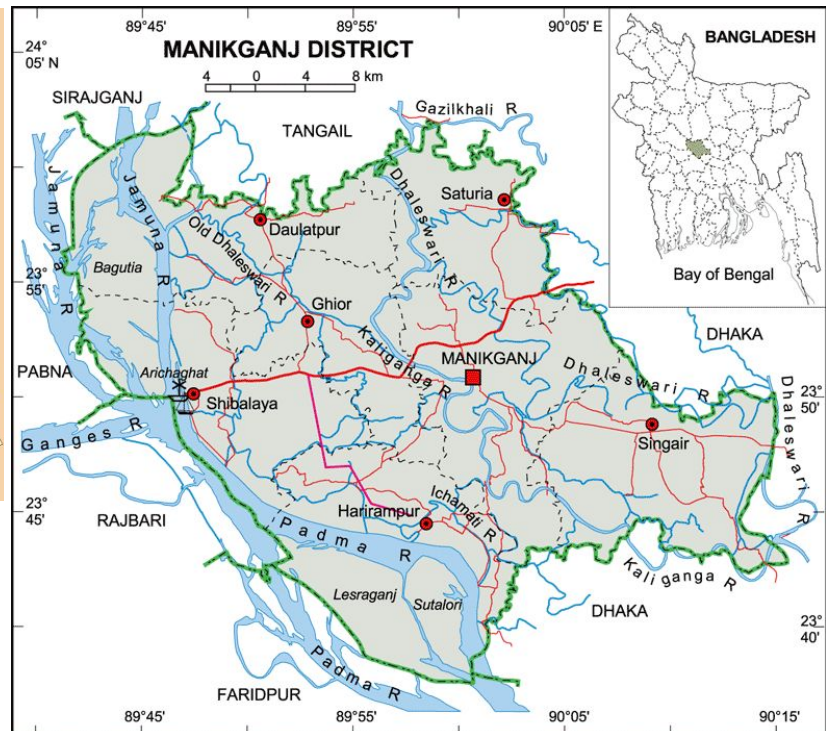 89°45'
89°55'
90°05' E
24°
05' N
MANIKGANJ DISTRICT
4 0 4 8 km
BANGLADESH
Bay of Bengal
SIRAJGANJ
TANGAIL
Gazilkhali R
Jamuna R
Jamuna R
Dhaleswari R
Saturia
Daulatpur
Old Dhaleswari R
Bagutia
23°
55'
Ghior
Kaliganga R
MANIKGANJ
DHAKA
Dhaleswari R
Dhaleswari R
PABNA
Arichaghat
Shibalaya
23°
50'
Ganges R
Singair
23°
45'
RAJBARI
Harirampur
Ichamati R
Padma R
Kaliganga R
Lesraganj
Sutalori
DHAKA
23°
40'
Padma R
FARIDPUR
89°45'
89°55'
90°05'
90°15'